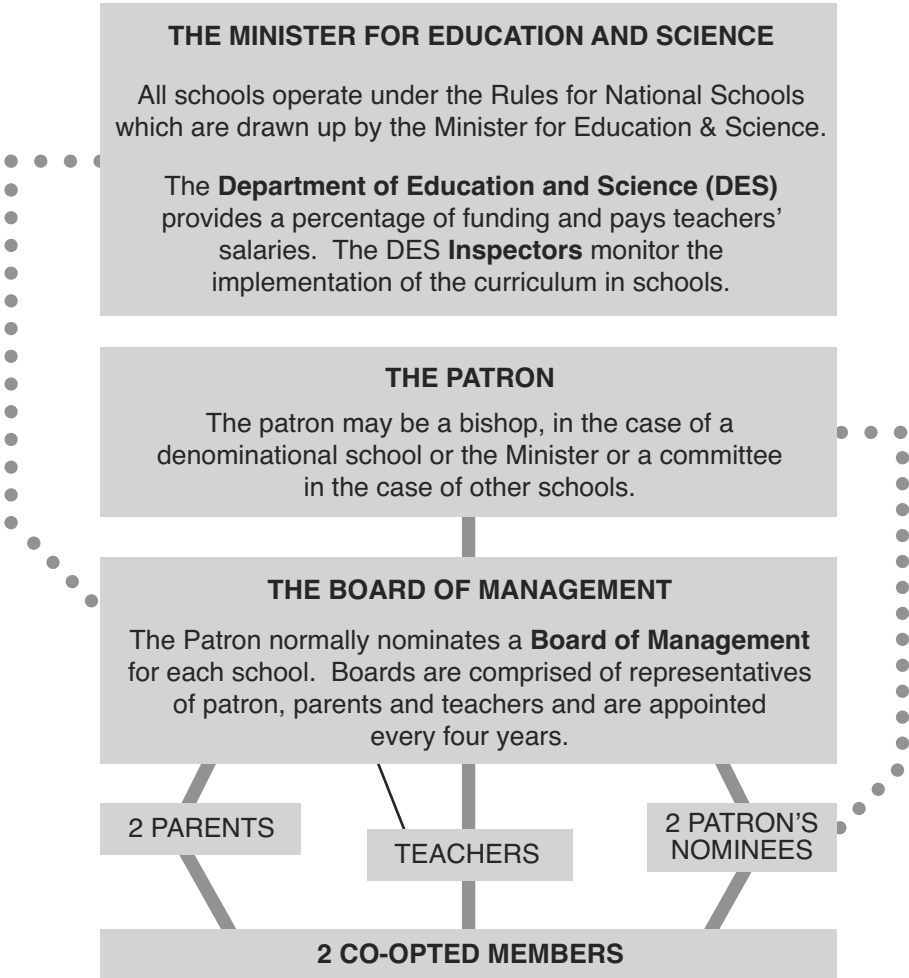 THE MINISTER FOR EDUCATION AND SCIENCE
All schools operate under the Rules for National Schools
which are drawn up by the Minister for Education & Science.
The Department of Education and Science (DES)
provides a percentage of funding and pays teachers’
salaries.  The DES Inspectors monitor the
implementation of the curriculum in schools.
THE PATRON
The patron may be a bishop, in the case of a
denominational school or the Minister or a committee
in the case of other schools.
THE BOARD OF MANAGEMENT
The Patron normally nominates a Board of Management
for each school.  Boards are comprised of representatives
of patron, parents and teachers and are appointed
every four years.
2 PARENTS
TEACHERS
2 PATRON’S
NOMINEES
2 CO-OPTED MEMBERS